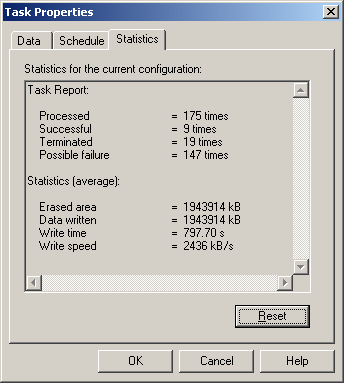 Task Properties
Data Schedule Statistics
Statistics for the current configuration:
Task Report:
Processed = 175 times
Successful = 9 times
Terminated = 19 times
Possible failure = 147 times
Statistics (average):
Erased area = 1943914 kB
Data written = 1943914 kB
Write time = 797.70 s
Write speed = 2436 kB/s
Reset
OK Cancel Help